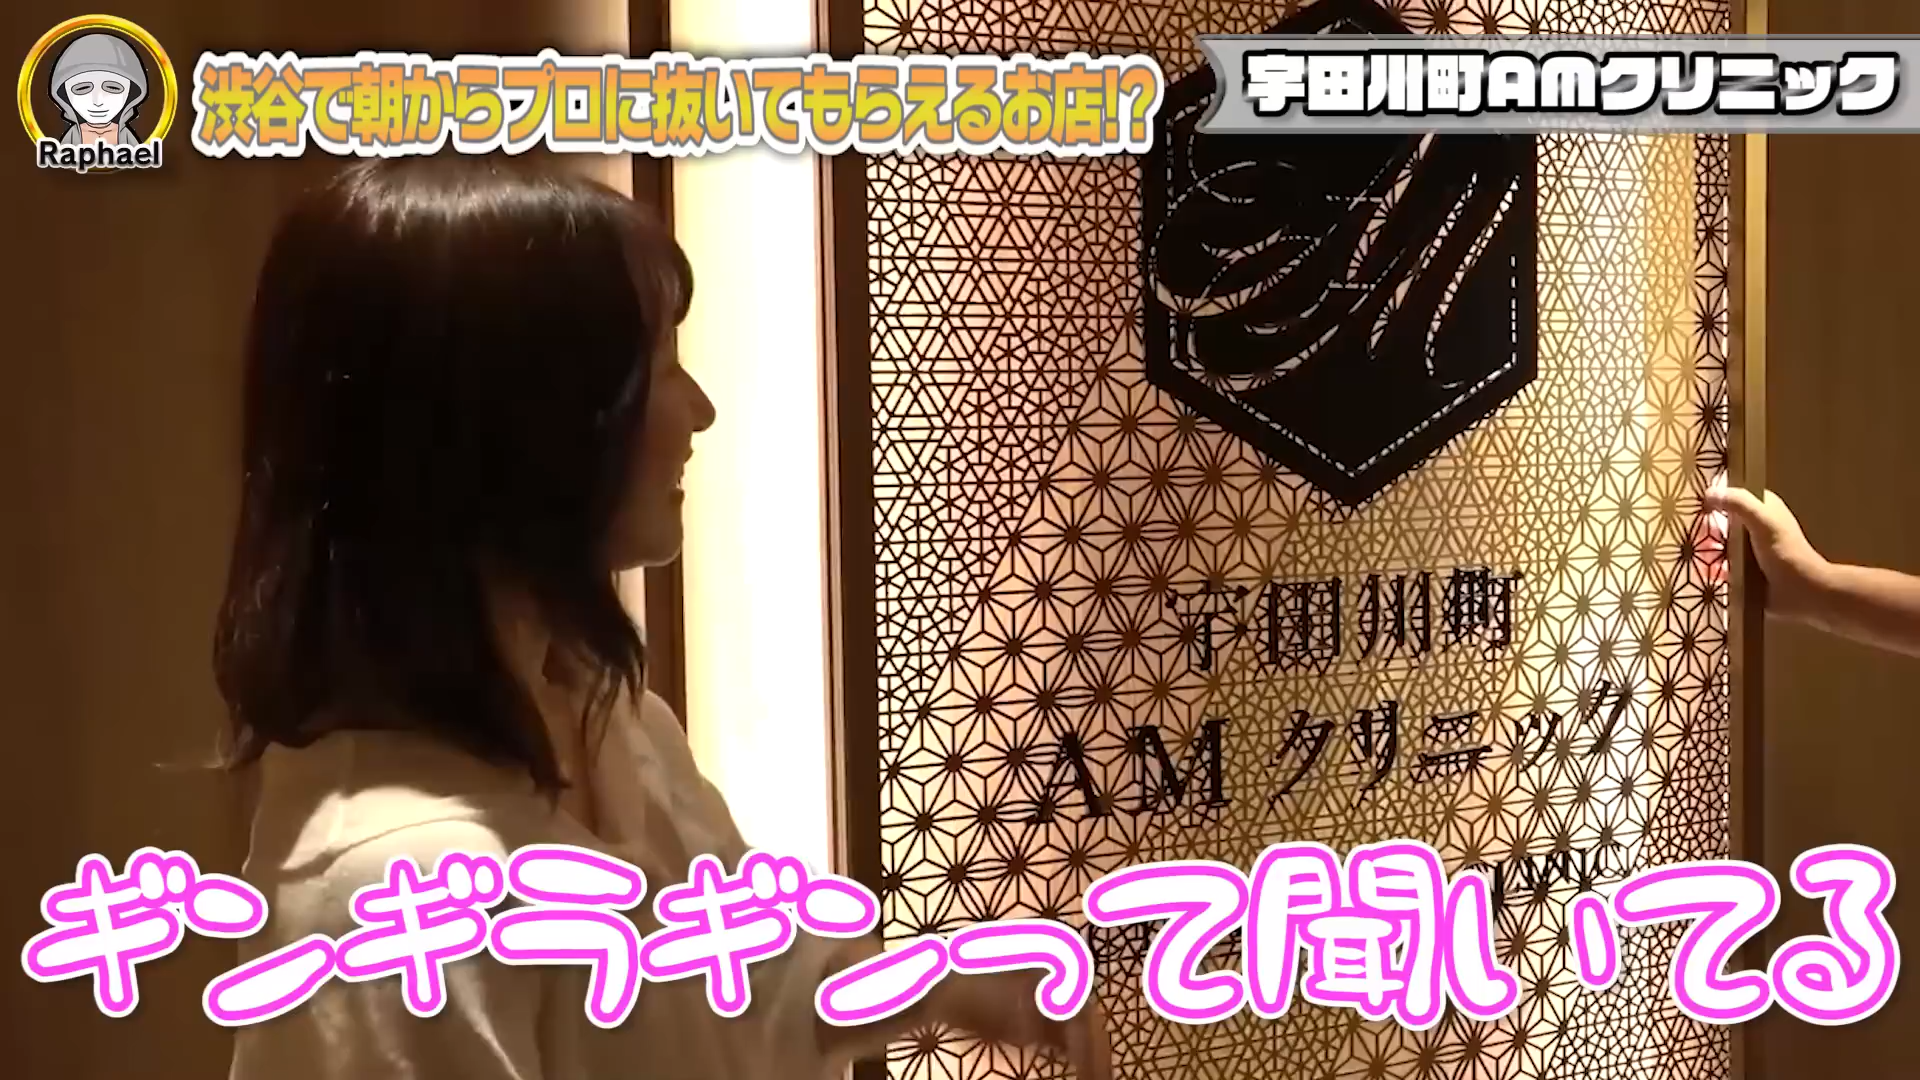 渋谷で朝からプロに抜いてもらえるお店!?
宇田川町AMクリニック
Raphael
AM
宇田川町
AMクリニック
ギンギラギンって聞いてる